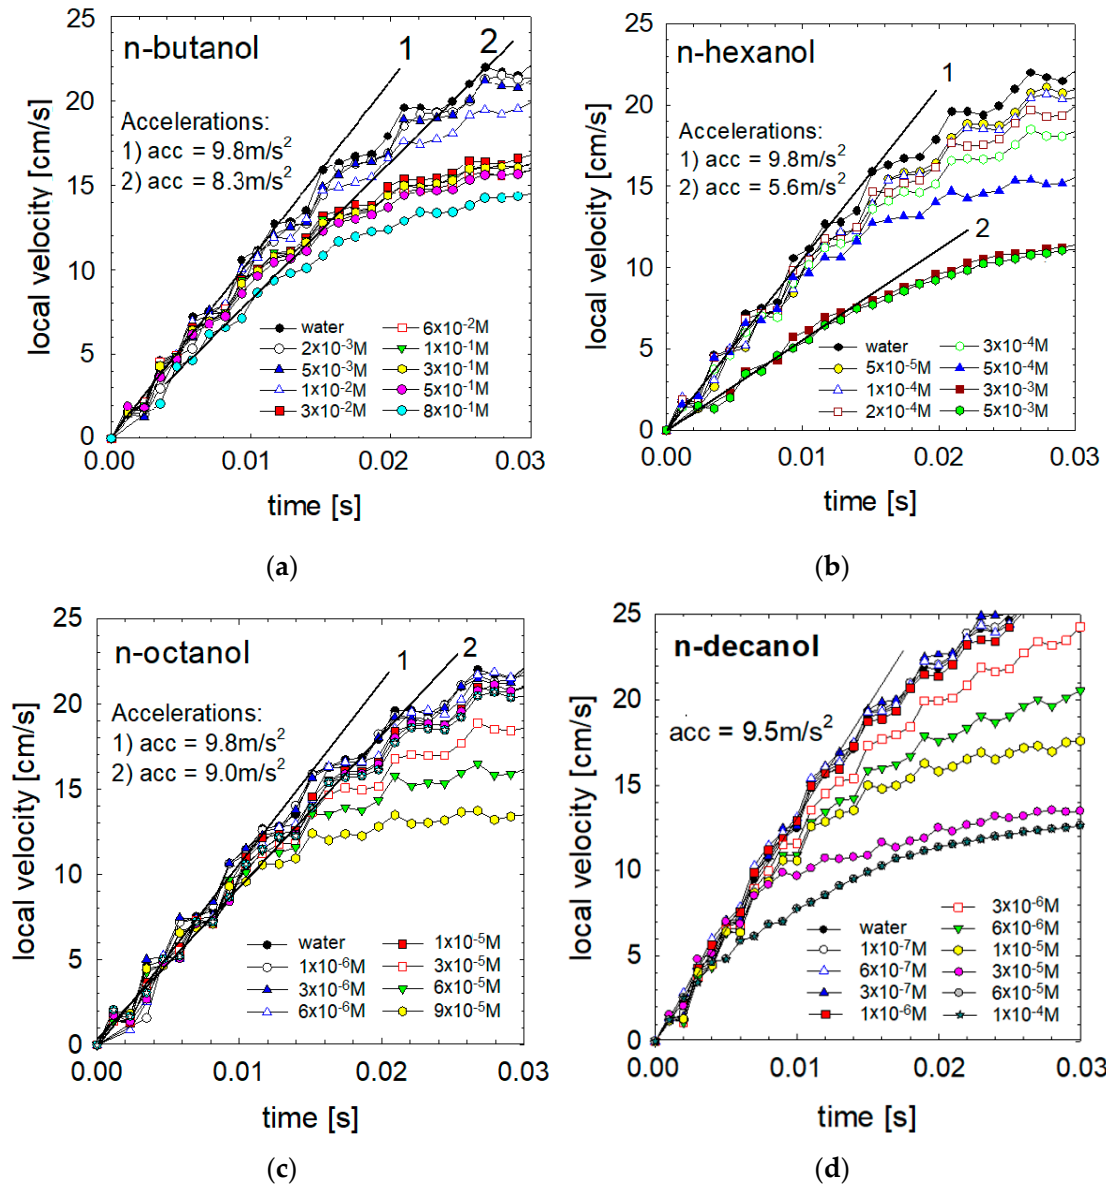 n-butanol
1
2
Accelerations:
1) acc = 9.8m/s²
2) acc = 8.3m/s²
local velocity [cm/s]
25
20
15
10
5
0
water
2x10⁻³M
5x10⁻³M
1x10⁻²M
3x10⁻²M
6x10⁻²M
1x10⁻¹M
3x10⁻¹M
5x10⁻¹M
8x10⁻¹M
0.00 0.01 0.02 0.03
time [s]
(a)
n-hexanol
1
2
Accelerations:
1) acc = 9.8m/s²
2) acc = 5.6m/s²
local velocity [cm/s]
25
20
15
10
5
0
water
5x10⁻⁵M
1x10⁻⁴M
2x10⁻⁴M
3x10⁻⁴M
5x10⁻⁴M
3x10⁻³M
5x10⁻³M
0.00 0.01 0.02 0.03
time [s]
(b)
n-octanol
1
2
Accelerations:
1) acc = 9.8m/s²
2) acc = 9.0m/s²
local velocity [cm/s]
25
20
15
10
5
0
water
1x10⁻⁶M
3x10⁻⁶M
6x10⁻⁶M
1x10⁻⁵M
3x10⁻⁵M
6x10⁻⁵M
9x10⁻⁵M
0.00 0.01 0.02 0.03
time [s]
(c)
n-decanol
acc = 9.5m/s²
local velocity [cm/s]
25
20
15
10
5
0
water
1x10⁻⁷M
6x10⁻⁷M
3x10⁻⁷M
1x10⁻⁶M
3x10⁻⁶M
6x10⁻⁶M
1x10⁻⁵M
3x10⁻⁵M
6x10⁻⁵M
1x10⁻⁴M
0.00 0.01 0.02 0.03
time [s]
(d)